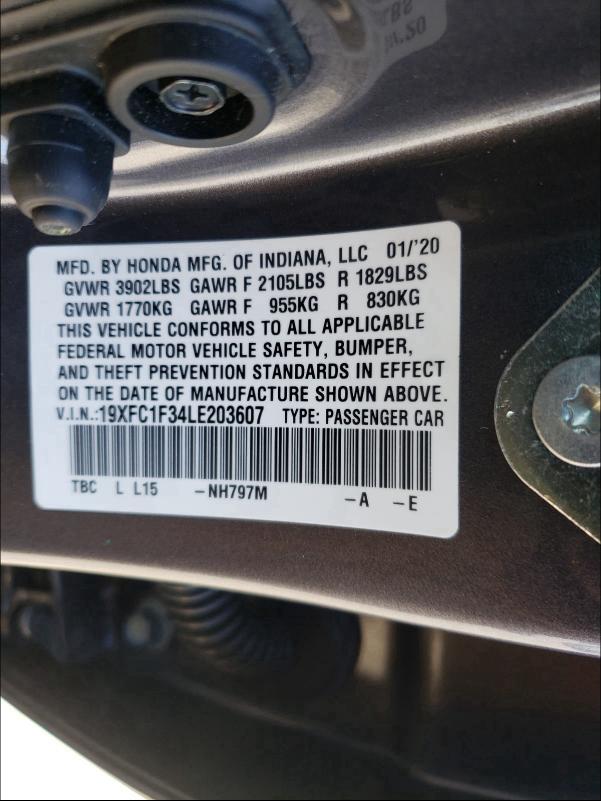 MFD. BY HONDA MFG. OF INDIANA, LLC 01/'20
GVWR 3902LBS GAWR F 2105LBS R 1829LBS
GVWR 1770KG GAWR F 955KG R 830KG
THIS VEHICLE CONFORMS TO ALL APPLICABLE
FEDERAL MOTOR VEHICLE SAFETY, BUMPER,
AND THEFT PREVENTION STANDARDS IN EFFECT
ON THE DATE OF MANUFACTURE SHOWN ABOVE.
V.I.N.:19XFC1F34LE203607 TYPE: PASSENGER CAR
TBC L L15 -NH797M -A -E